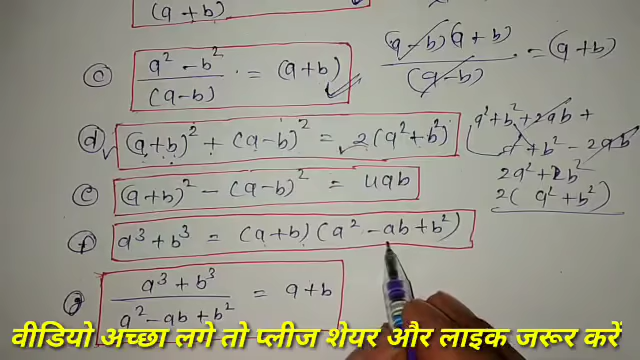 (a+b)
(c) a² - b² / (a-b) = (a+b)
(a-b)(a+b) / (a-b) = (a+b)
(d) (a+b)² + (a-b)² = 2(a²+b²)
a²+b²+2ab +
a²+b²-2ab
2a²+2b²
2(a²+b²)
(e) (a+b)² - (a-b)² = 4ab
(f) a³+b³ = (a+b)(a²-ab+b²)
(g) a³+b³ / a²-ab+b² = a+b
वीडियो अच्छा लगे तो प्लीज शेयर और लाइक जरूर करें